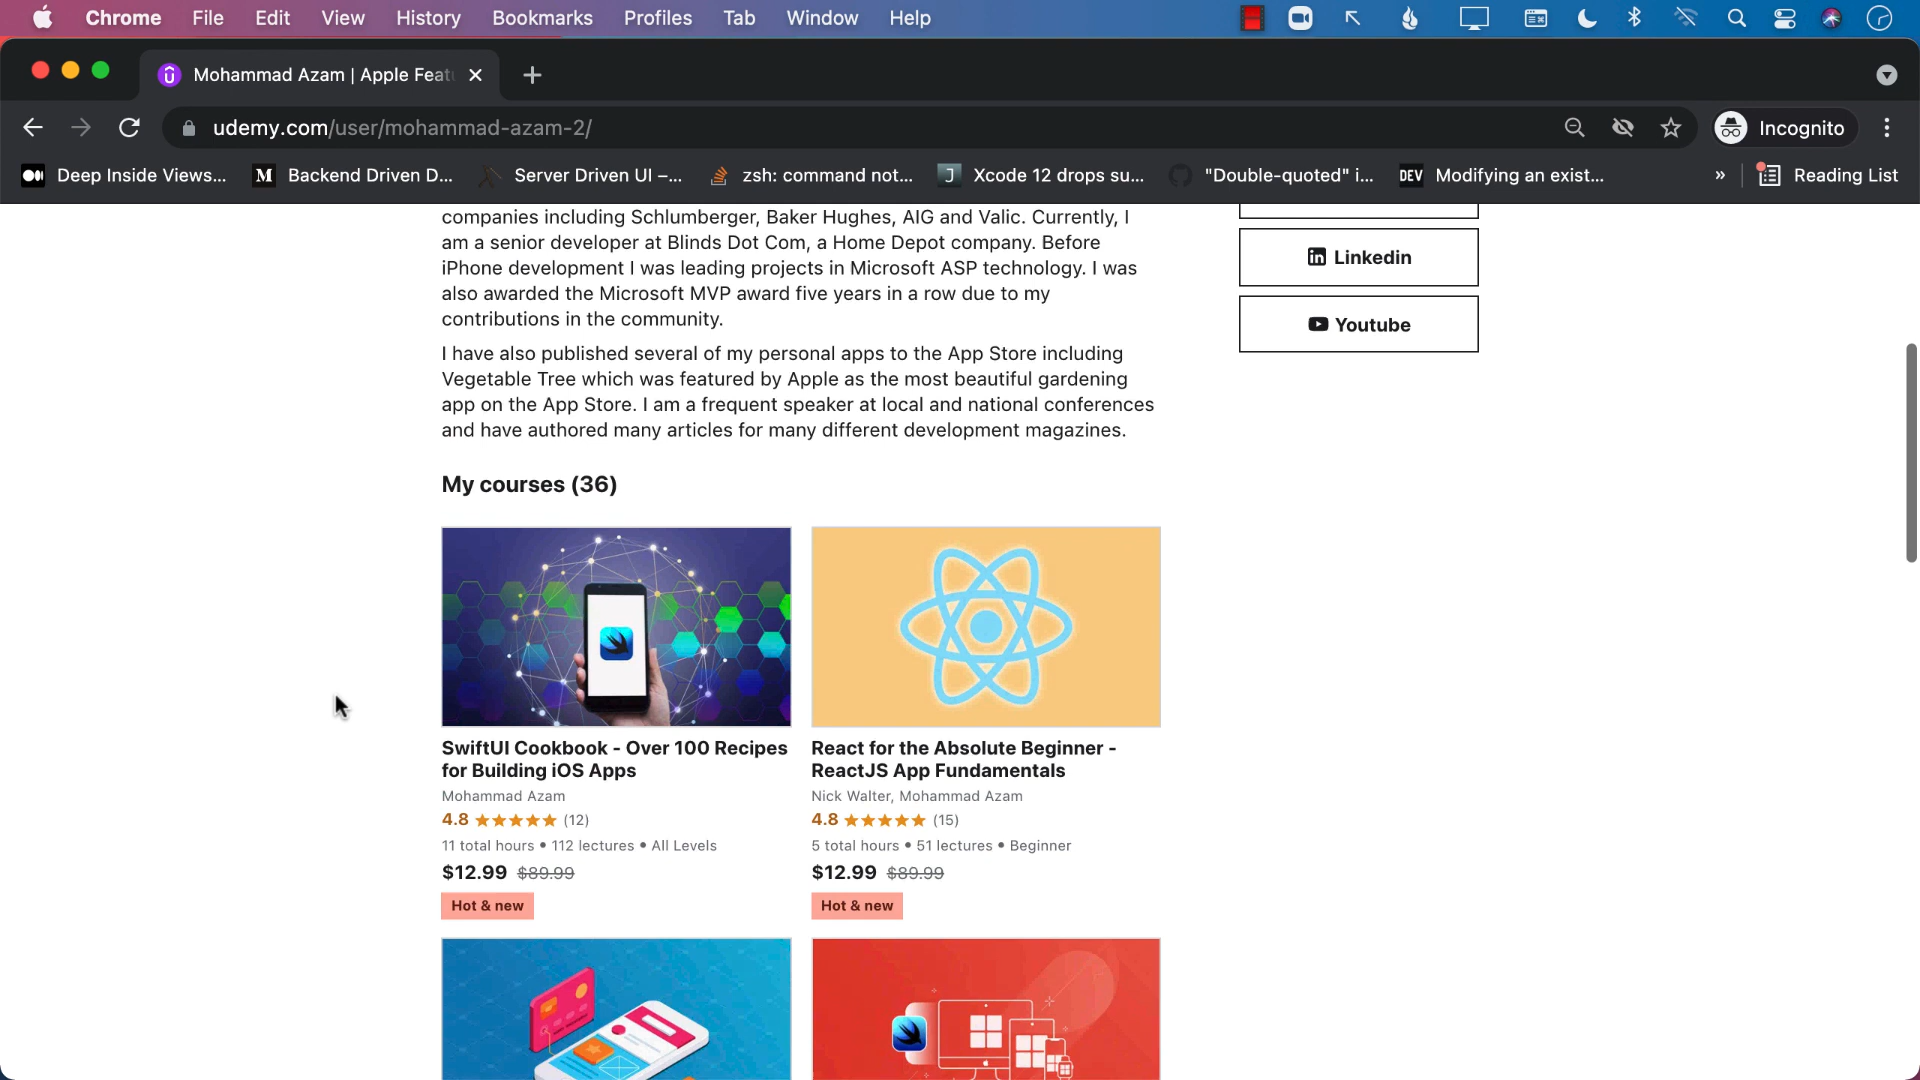 Chrome File Edit View History Bookmarks Profiles Tab Window Help
Mohammad Azam | Apple Feat
udemy.com/user/mohammad-azam-2/
Incognito
Deep Inside Views... Backend Driven D... Server Driven UI –... zsh: command not... Xcode 12 drops su... "Double-quoted" i... DEV Modifying an exist... » Reading List
companies including Schlumberger, Baker Hughes, AIG and Valic. Currently, I
am a senior developer at Blinds Dot Com, a Home Depot company. Before
iPhone development I was leading projects in Microsoft ASP technology. I was
also awarded the Microsoft MVP award five years in a row due to my
contributions in the community.
I have also published several of my personal apps to the App Store including
Vegetable Tree which was featured by Apple as the most beautiful gardening
app on the App Store. I am a frequent speaker at local and national conferences
and have authored many articles for many different development magazines.
Linkedin
Youtube
My courses (36)
SwiftUI Cookbook - Over 100 Recipes
for Building iOS Apps
Mohammad Azam
4.8 (12)
11 total hours • 112 lectures • All Levels
$12.99 $89.99
Hot & new
React for the Absolute Beginner -
ReactJS App Fundamentals
Nick Walter, Mohammad Azam
4.8 (15)
5 total hours • 51 lectures • Beginner
$12.99 $89.99
Hot & new